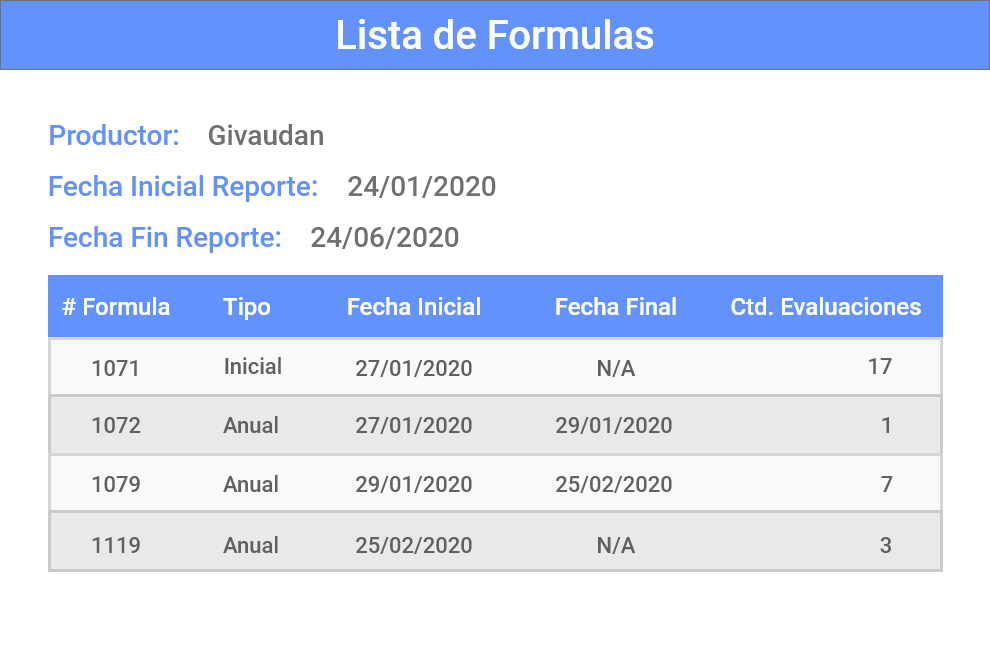 Lista de Formulas
Productor: Givaudan
Fecha Inicial Reporte: 24/01/2020
Fecha Fin Reporte: 24/06/2020
# Formula Tipo Fecha Inicial Fecha Final Ctd. Evaluaciones
1071 Inicial 27/01/2020 N/A 17
1072 Anual 27/01/2020 29/01/2020 1
1079 Anual 29/01/2020 25/02/2020 7
1119 Anual 25/02/2020 N/A 3